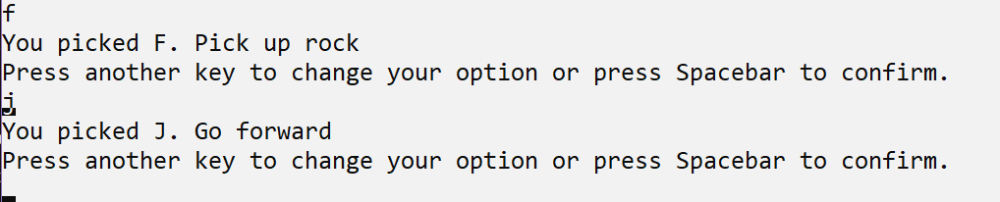 f
You picked F. Pick up rock
Press another key to change your option or press Spacebar to confirm.
j
You picked J. Go forward
Press another key to change your option or press Spacebar to confirm.